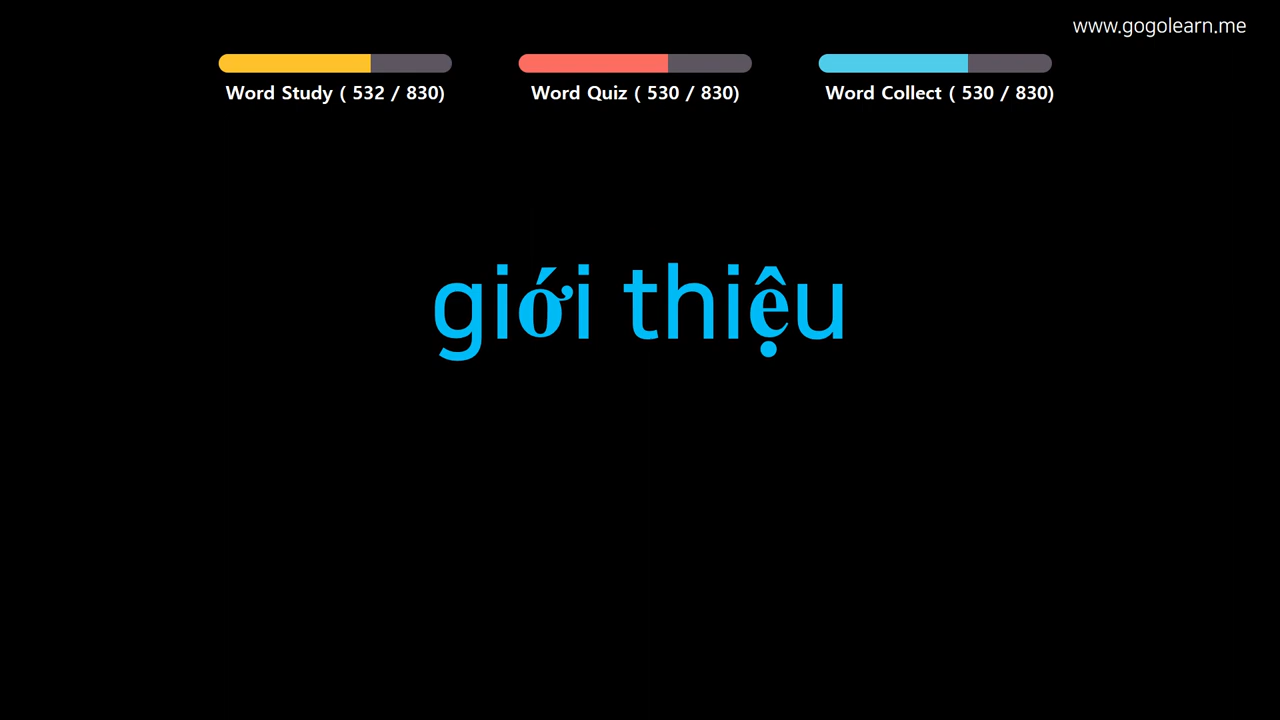 www.gogolearn.me
Word Study ( 532 / 830)
Word Quiz ( 530 / 830)
Word Collect ( 530 / 830)
giới thiệu